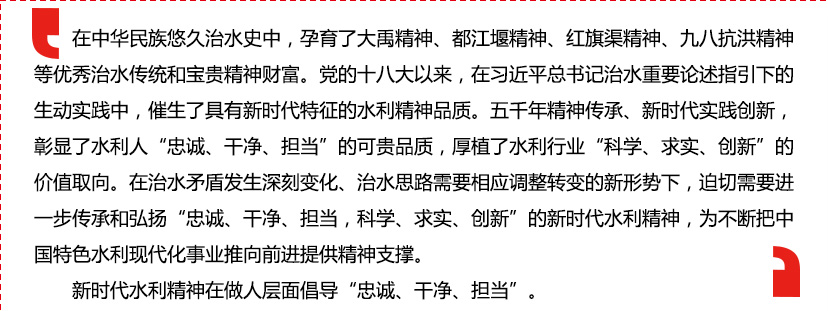 在中华民族悠久治水史中，孕育了大禹精神、都江堰精神、红旗渠精神、九八抗洪精神
等优秀治水传统和宝贵精神财富。党的十八大以来，在习近平总书记治水重要论述指引下的
生动实践中，催生了具有新时代特征的水利精神品质。五千年精神传承、新时代实践创新，
彰显了水利人“忠诚、干净、担当”的可贵品质，厚植了水利行业“科学、求实、创新”的
价值取向。在治水矛盾发生深刻变化、治水思路需要相应调整转变的新形势下，迫切需要进
一步传承和弘扬“忠诚、干净、担当，科学、求实、创新”的新时代水利精神，为不断把中
国特色水利现代化事业推向前进提供精神支撑。
新时代水利精神在做人层面倡导“忠诚、干净、担当”。